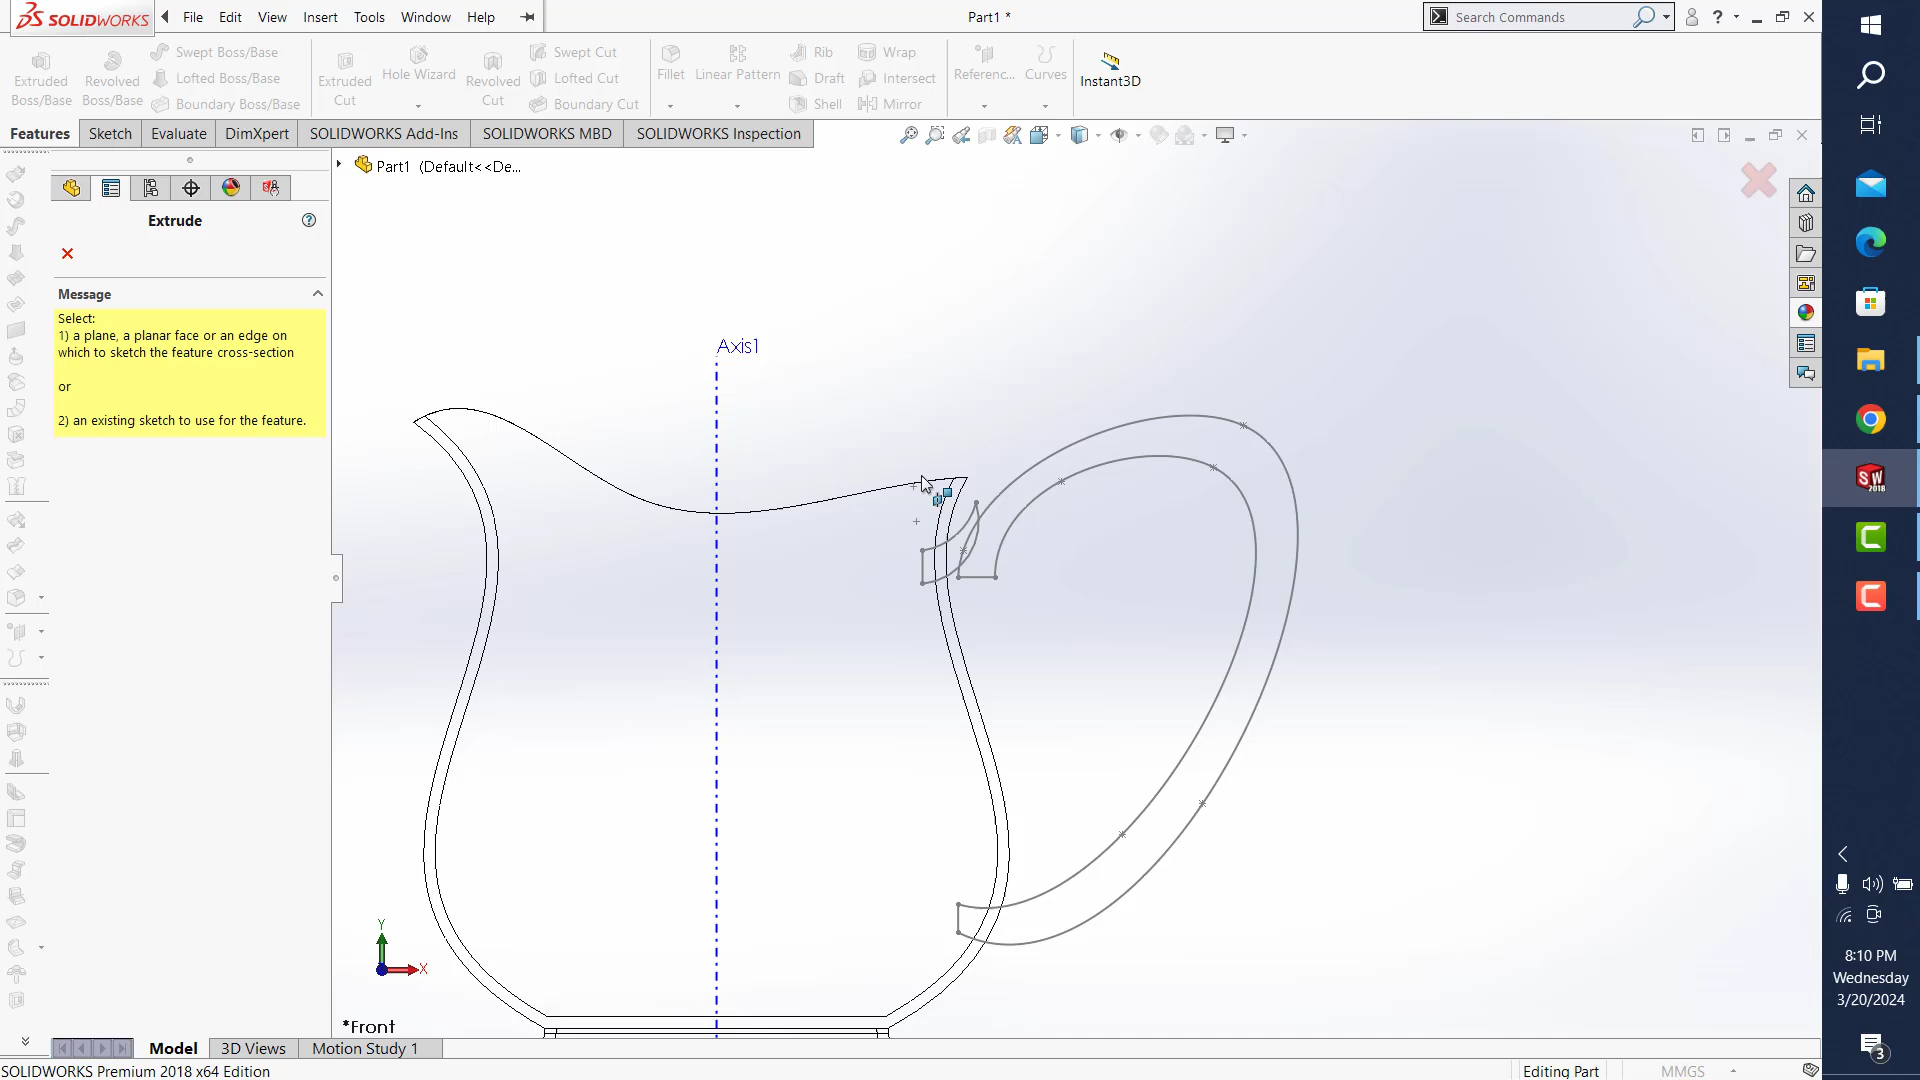 SOLIDWORKS
File Edit View Insert Tools Window Help
Part1 *
Search Commands
Extruded Boss/Base
Revolved Boss/Base
Swept Boss/Base
Lofted Boss/Base
Boundary Boss/Base
Extruded Cut
Hole Wizard
Revolved Cut
Swept Cut
Lofted Cut
Boundary Cut
Fillet
Linear Pattern
Rib
Draft
Shell
Wrap
Intersect
Mirror
Referenc...
Curves
Instant3D
Features Sketch Evaluate DimXpert SOLIDWORKS Add-Ins SOLIDWORKS MBD SOLIDWORKS Inspection
Part1 (Default<<De...
Extrude
Message
Select:
1) a plane, a planar face or an edge on
which to sketch the feature cross-section
or
2) an existing sketch to use for the feature.
Axis1
Y
X
*Front
Model 3D Views Motion Study 1
SOLIDWORKS Premium 2018 x64 Edition
Editing Part
MMGS
SW
2018
8:10 PM
Wednesday
3/20/2024
3